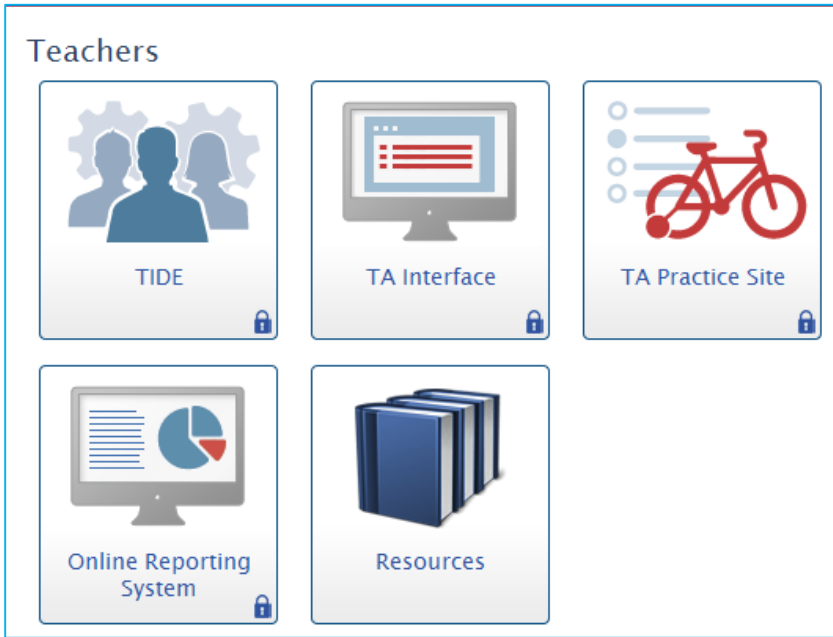 Teachers
TIDE
TA Interface
TA Practice Site
Online Reporting
System
Resources